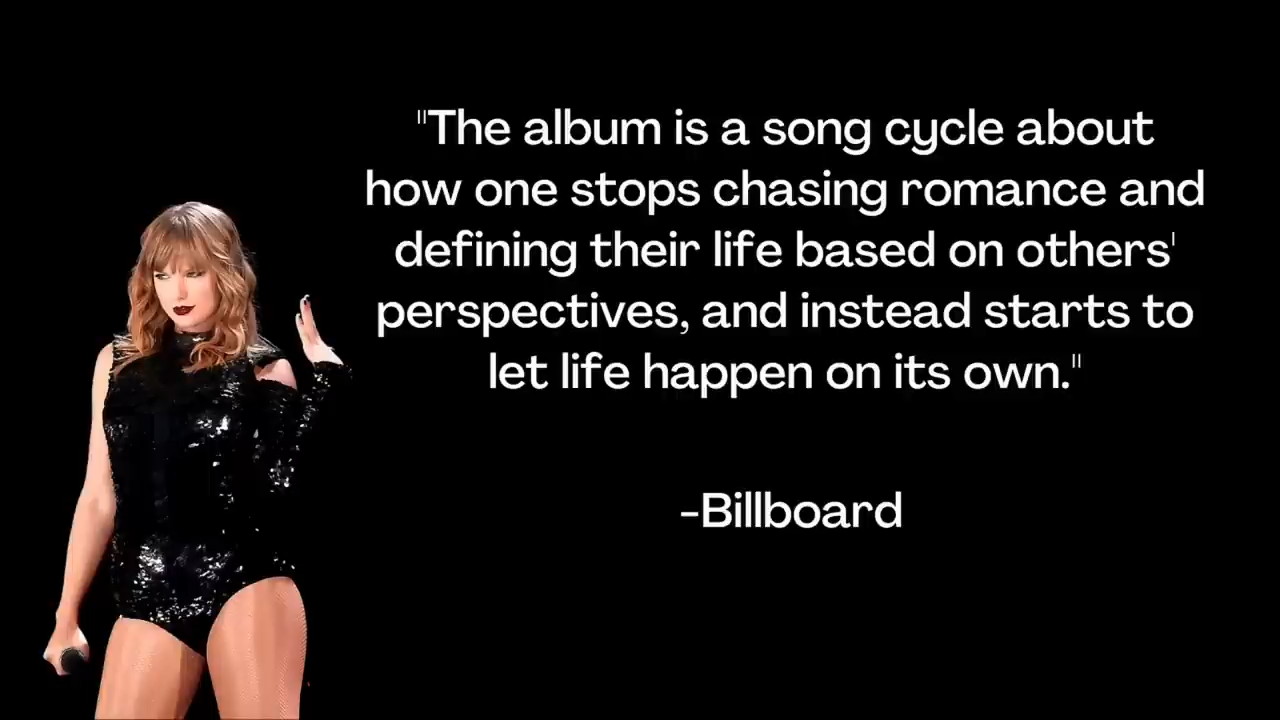 "The album is a song cycle about
how one stops chasing romance and
defining their life based on others'
perspectives, and instead starts to
let life happen on its own."
-Billboard